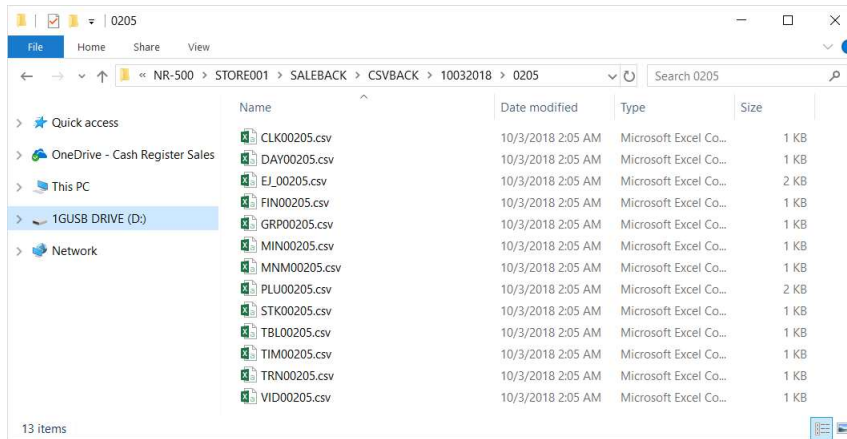 0205
File Home Share View
« NR-500 > STORE001 > SALEBACK > CSVBACK > 10032018 > 0205 Search 0205
Name Date modified Type Size
Quick access
OneDrive - Cash Register Sales
This PC
1GUSB DRIVE (D:)
Network
CLK00205.csv 10/3/2018 2:05 AM Microsoft Excel Co... 1 KB
DAY00205.csv 10/3/2018 2:05 AM Microsoft Excel Co... 1 KB
EJ_00205.csv 10/3/2018 2:05 AM Microsoft Excel Co... 2 KB
FIN00205.csv 10/3/2018 2:05 AM Microsoft Excel Co... 1 KB
GRP00205.csv 10/3/2018 2:05 AM Microsoft Excel Co... 1 KB
MIN00205.csv 10/3/2018 2:05 AM Microsoft Excel Co... 1 KB
MNM00205.csv 10/3/2018 2:05 AM Microsoft Excel Co... 1 KB
PLU00205.csv 10/3/2018 2:05 AM Microsoft Excel Co... 2 KB
STK00205.csv 10/3/2018 2:05 AM Microsoft Excel Co... 1 KB
TBL00205.csv 10/3/2018 2:05 AM Microsoft Excel Co... 1 KB
TIM00205.csv 10/3/2018 2:05 AM Microsoft Excel Co... 1 KB
TRN00205.csv 10/3/2018 2:05 AM Microsoft Excel Co... 1 KB
VID00205.csv 10/3/2018 2:05 AM Microsoft Excel Co... 1 KB
13 items